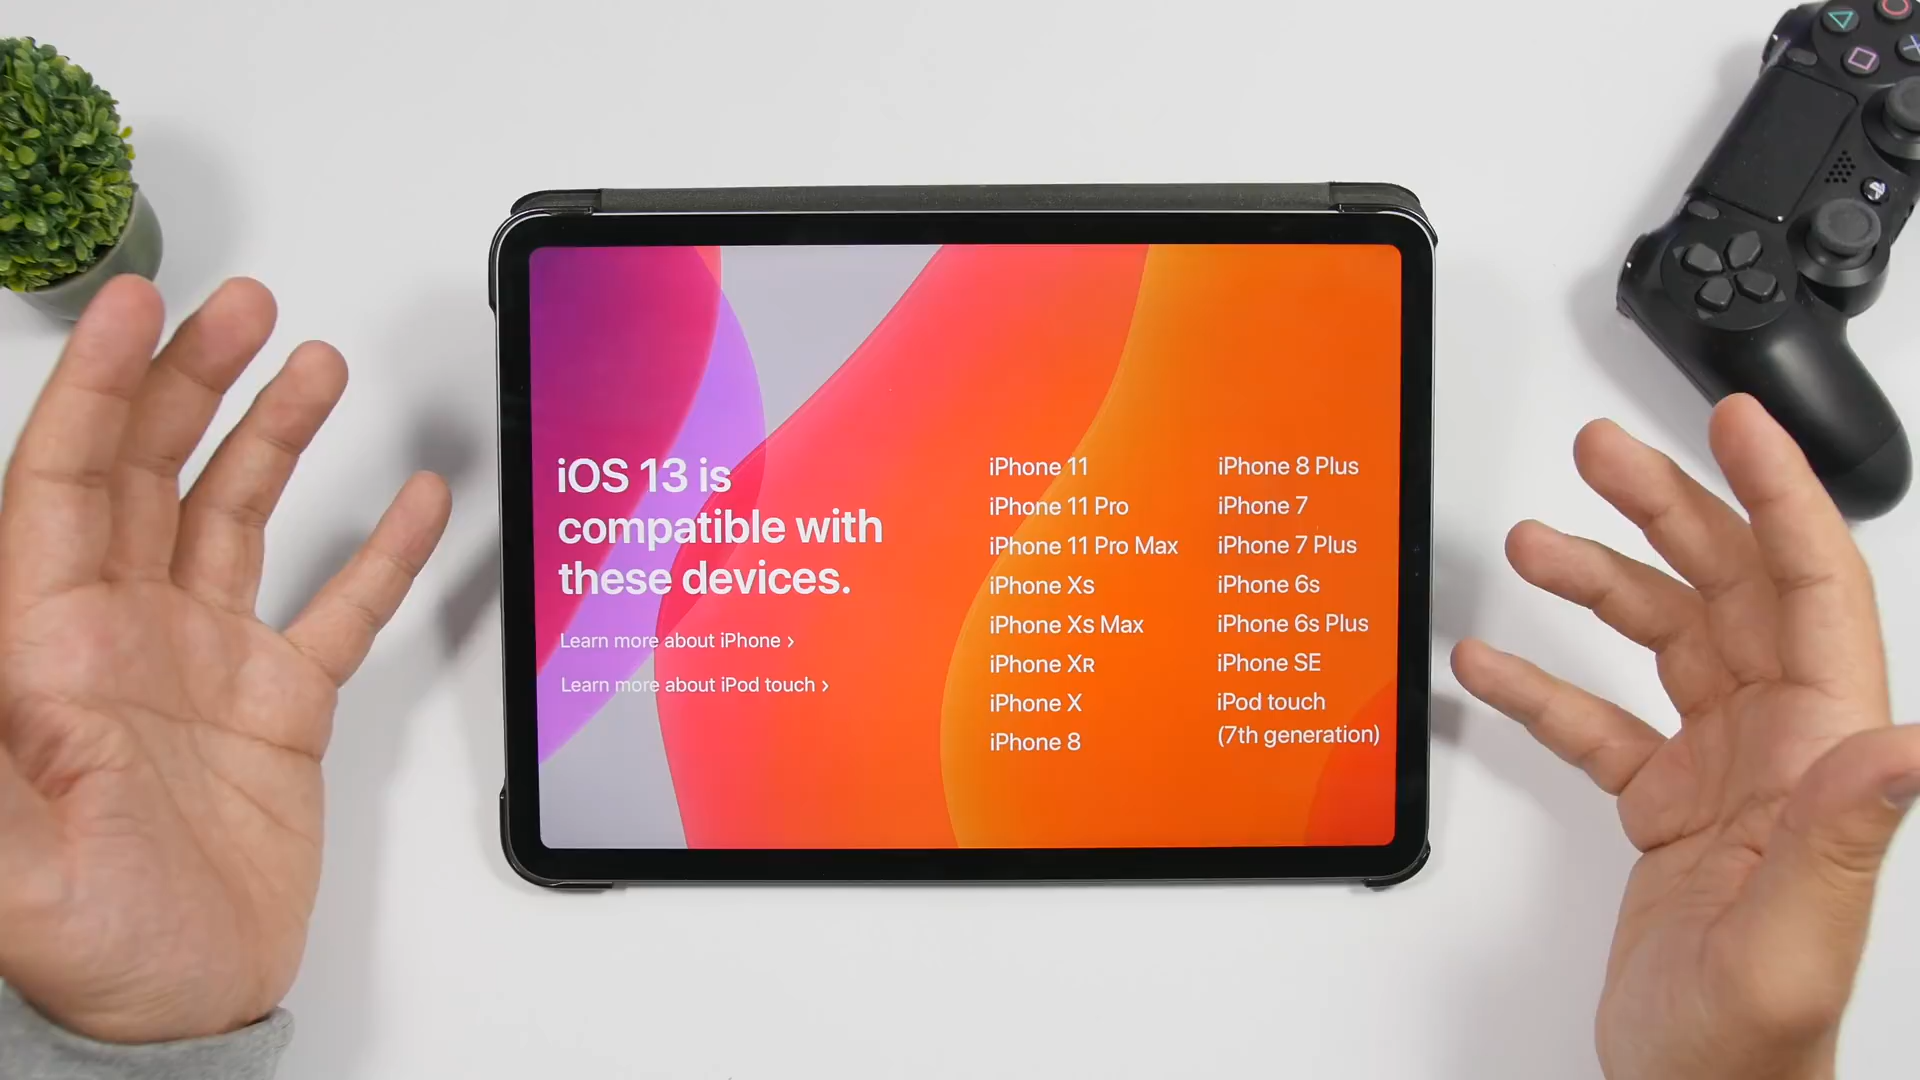 iOS 13 is
compatible with
these devices.
Learn more about iPhone ›
Learn more about iPod touch ›
iPhone 11
iPhone 11 Pro
iPhone 11 Pro Max
iPhone Xs
iPhone Xs Max
iPhone XR
iPhone X
iPhone 8
iPhone 8 Plus
iPhone 7
iPhone 7 Plus
iPhone 6s
iPhone 6s Plus
iPhone SE
iPod touch
(7th generation)